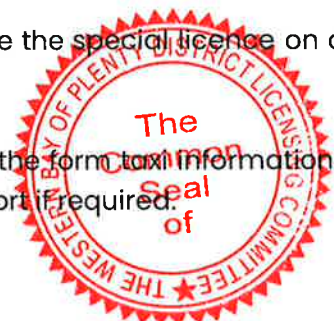 e the special licence on
The
Common
Seal
of
the form taxi information
ort if required.
THE WESTERN BAY OF PLENTY DISTRICT LICENSING COMMITTEE